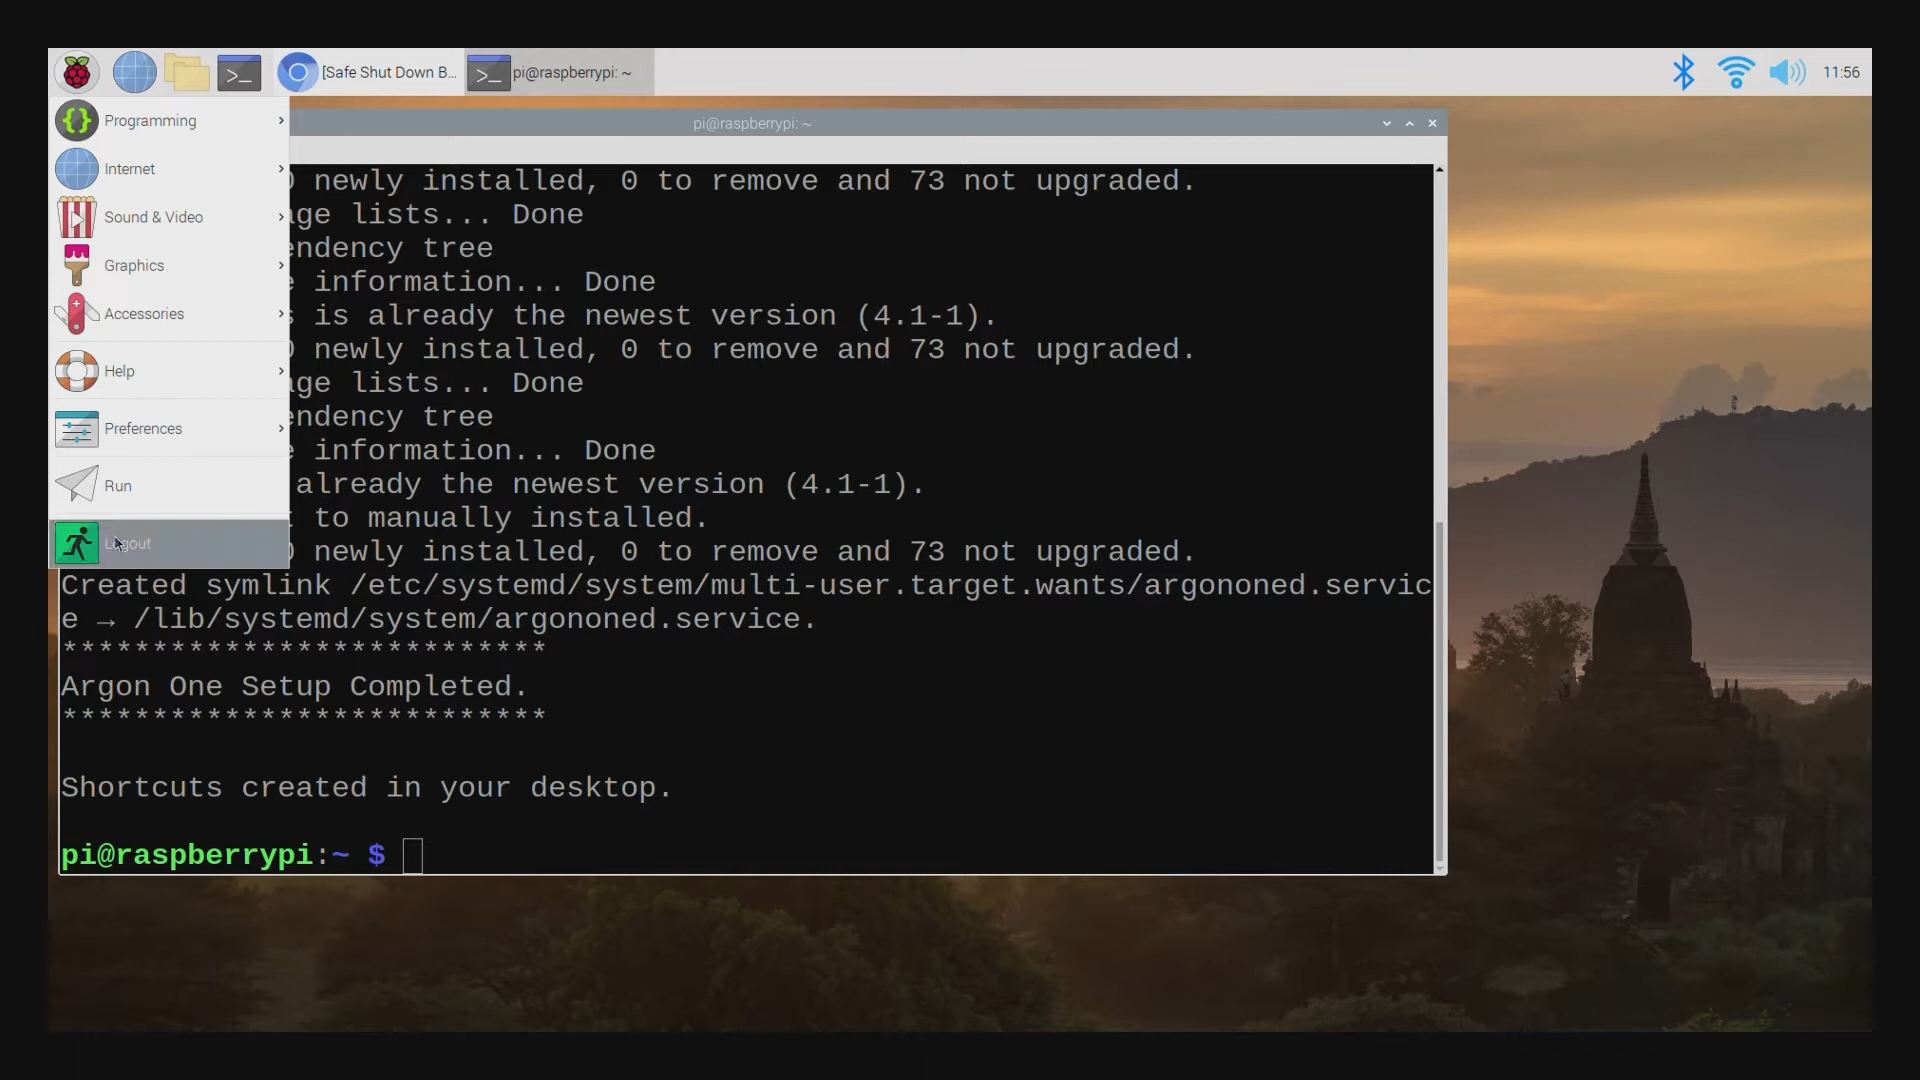 [Safe Shut Down B...
pi@raspberrypi: ~
11:56
Programming
Internet
Sound & Video
Graphics
Accessories
Help
Preferences
Run
Logout
pi@raspberrypi: ~
newly installed, 0 to remove and 73 not upgraded.
lists... Done
tree
information... Done
is already the newest version (4.1-1).
newly installed, 0 to remove and 73 not upgraded.
lists... Done
tree
information... Done
already the newest version (4.1-1).
to manually installed.
newly installed, 0 to remove and 73 not upgraded.
Created symlink /etc/systemd/system/multi-user.target.wants/argononed.servic
e → /lib/systemd/system/argononed.service.
***************************
Argon One Setup Completed.
***************************
Shortcuts created in your desktop.
pi@raspberrypi:~ $